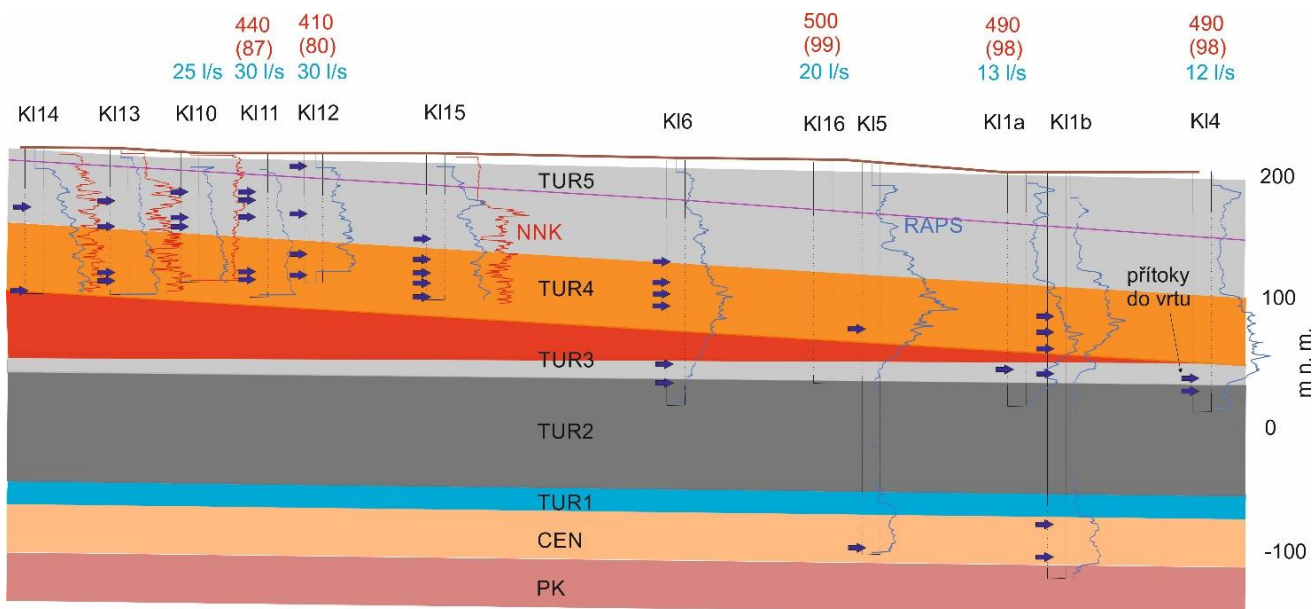 440
(87)
410
(80)
500
(99)
490
(98)
490
(98)
25 l/s
30 l/s
30 l/s
20 l/s
13 l/s
12 l/s
Kl14
Kl13
Kl10
Kl11
Kl12
Kl15
Kl6
Kl16
Kl5
Kl1a
Kl1b
Kl4
TUR5
200
NNK
RAPS
přítoky
do vrtu
TUR4
100
TUR3
m n. m.
TUR2
0
TUR1
CEN
-100
PK